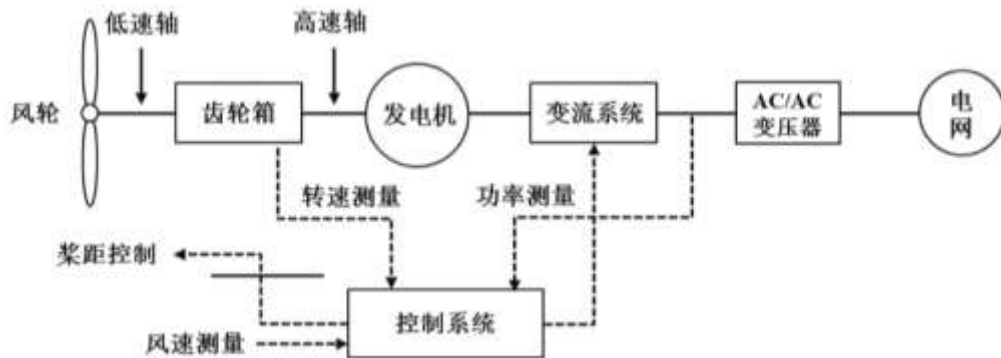 低速轴
高速轴
风轮
齿轮箱
发电机
变流系统
AC/AC
变压器
电
网
转速测量
功率测量
桨距控制
控制系统
风速测量